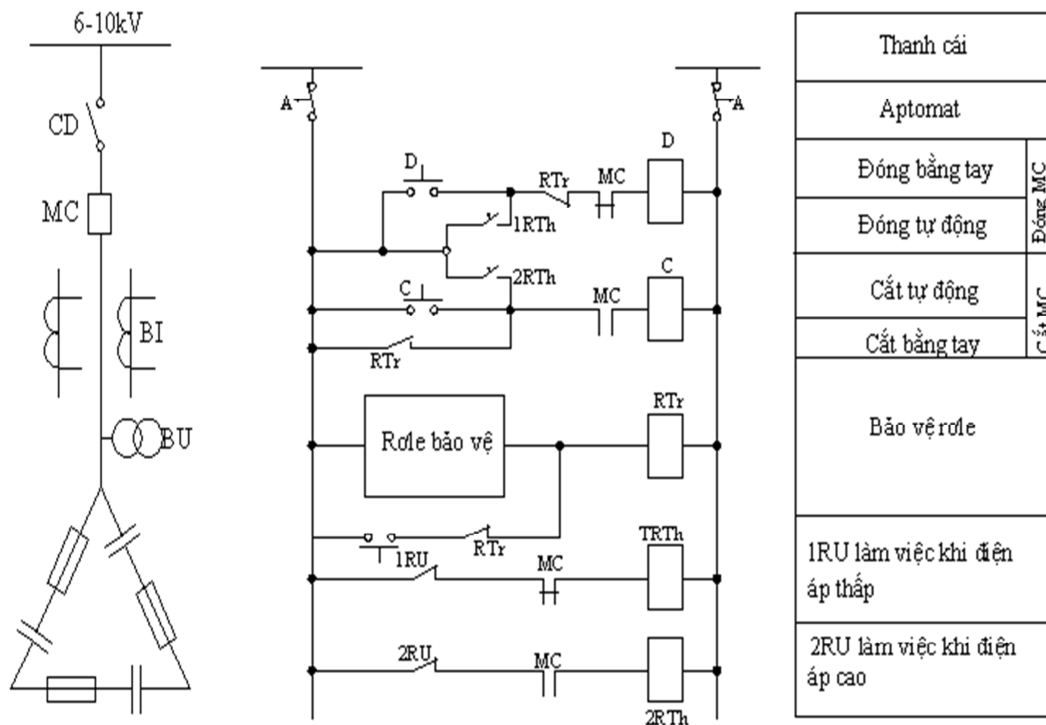 6-10kV
CD
MC
BI
BU
A
A
D
D
RTr
MC
1RTh
2RTh
C
C
MC
RTr
Rơle bảo vệ
RTr
RTr
TRTh
1RU
MC
2RU
MC
2RTh
Thanh cái
Aptomat
Đóng bằng tay
Đóng tự động
Đóng MC
Cắt tự động
Cắt bằng tay
Cắt MC
Bảo vệ rơle
1RU làm việc khi điện
áp thấp
2RU làm việc khi điện
áp cao